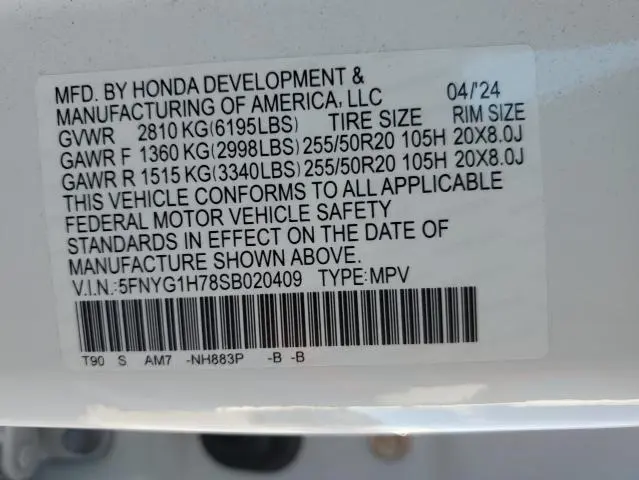 MFD. BY HONDA DEVELOPMENT &
MANUFACTURING OF AMERICA, LLC 04/'24
GVWR 2810 KG(6195LBS) TIRE SIZE RIM SIZE
GAWR F 1360 KG(2998LBS) 255/50R20 105H 20X8.0J
GAWR R 1515 KG(3340LBS) 255/50R20 105H 20X8.0J
THIS VEHICLE CONFORMS TO ALL APPLICABLE
FEDERAL MOTOR VEHICLE SAFETY
STANDARDS IN EFFECT ON THE DATE OF
MANUFACTURE SHOWN ABOVE.
V.I.N.:5FNYG1H78SB020409 TYPE:MPV
T90 S AM7 -NH883P -B -B